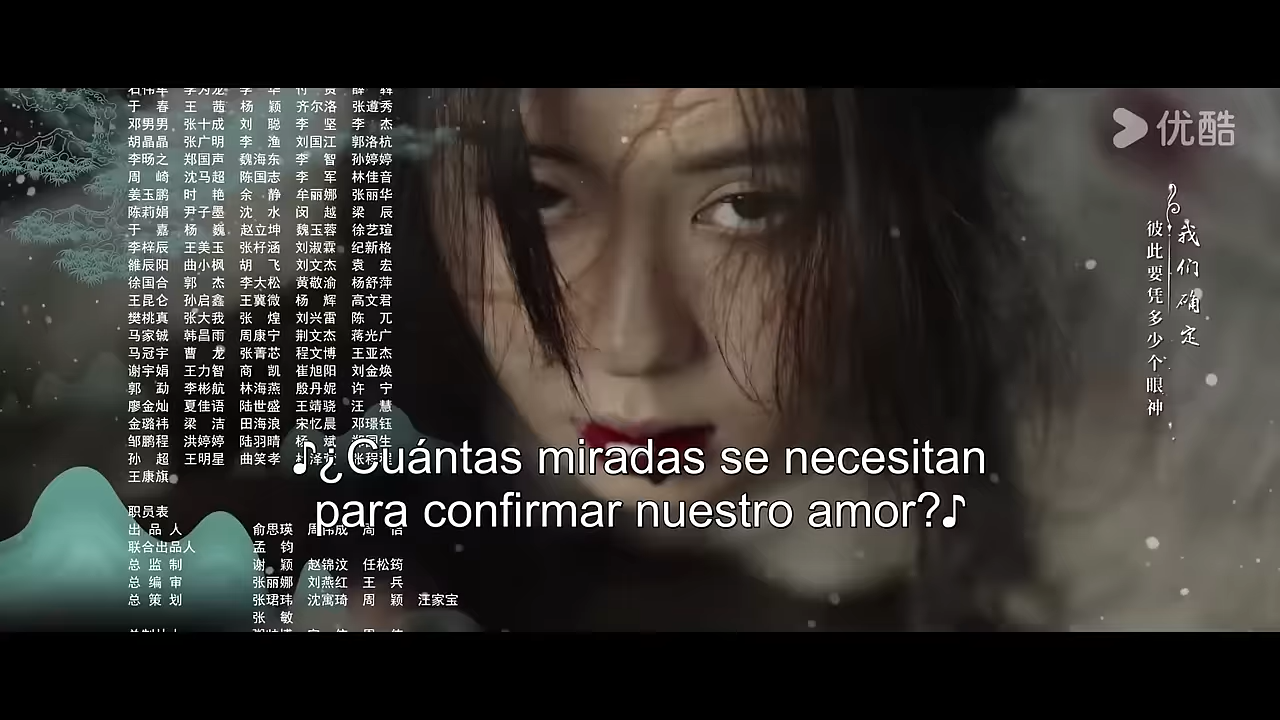 于 春 王 茜 杨 颖 齐尔洛 张遵秀
邓男男 张十成 刘 聪 李 坚 李 杰
胡晶晶 张广明 李 渔 刘国江 郭洛杭
李旸之 郑国声 魏海东 李 智 孙婷婷
周 崎 沈马超 陈国志 李 军 林佳音
姜玉鹏 时 艳 余 静 牟丽娜 张丽华
陈莉娟 尹子墨 沈 水 闵 越 梁 辰
于 嘉 杨 巍 赵立坤 魏玉蓉 徐艺瑄
李梓辰 王美玉 张杍涵 刘淑霖 纪新格
雒辰阳 曲小枫 胡 飞 刘文杰 袁 宏
徐国合 郭 杰 李大松 黄敬渝 杨舒萍
王昆仑 孙启鑫 王冀微 杨 辉 高文君
樊桃真 张大我 张 煌 刘兴雷 陈 兀
马家铖 韩昌雨 周康宁 荆文杰 蒋光广
马冠宇 曹 龙 张菁芯 程文博 王亚杰
谢宇娟 王力智 商 凯 崔旭阳 刘金焕
郭 勐 李彬航 林海燕 殷丹妮 许 宁
廖金灿 夏佳语 陆世盛 王靖骁 汪 慧
金璐祎 梁 洁 田海浪 宋忆晨 邓璟钰
邹鹏程 洪婷婷 陆羽晴 杨 斌
孙 超 王明星 曲笑孝
王康旗
职员表
出 品 人 俞思瑛 周 信
联合出品人 孟 钧
总 监 制 谢 颖 赵锦汶 任松筠
总 编 审 张丽娜 刘燕红 王 兵
总 策 划 张珺玮 沈寓琦 周 颖 汪家宝
张 敏
优酷
我们确定
彼此要凭多少个眼神
♪¿Cuántas miradas se necesitan
para confirmar nuestro amor?♪